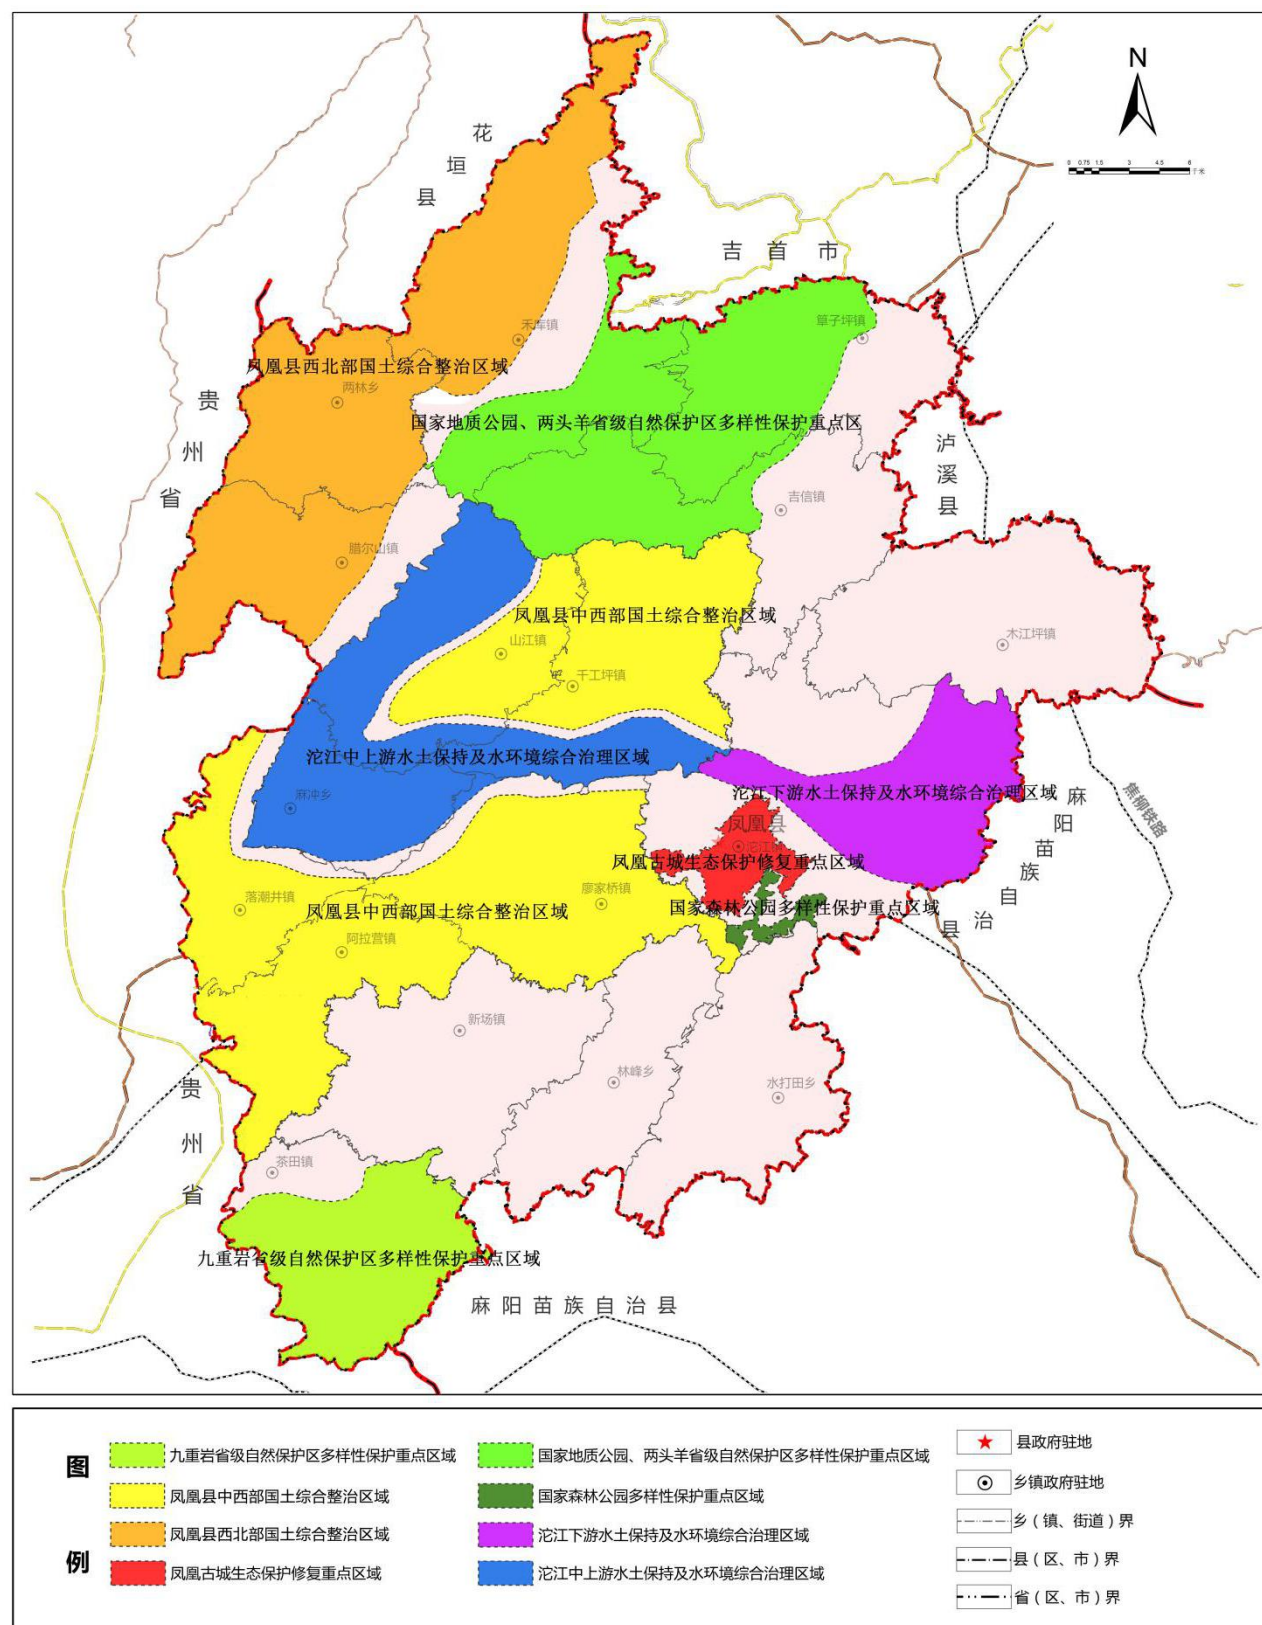 N
0 0.75 1.5 3 4.5 6
千米
花垣县
吉首市
筸子坪镇
禾库镇
凤凰县西北部国土综合整治区域
两林乡
贵州省
国家地质公园、两头羊省级自然保护区多样性保护重点区
泸溪县
吉信镇
腊尔山镇
凤凰县中西部国土综合整治区域
木江坪镇
山江镇
千工坪镇
沱江中上游水土保持及水环境综合治理区域
沱江下游水土保持及水环境综合治理区域
麻冲乡
麻阳苗族自治县
焦柳铁路
凤凰县
沱江镇
凤凰古城生态保护修复重点区域
廖家桥镇
国家森林公园多样性保护重点区域
落潮井镇
凤凰县中西部国土综合整治区域
阿拉营镇
新场镇
林峰乡
水打田乡
贵州省
茶田镇
九重岩省级自然保护区多样性保护重点区域
麻阳苗族自治县
图例
九重岩省级自然保护区多样性保护重点区域
凤凰县中西部国土综合整治区域
凤凰县西北部国土综合整治区域
凤凰古城生态保护修复重点区域
国家地质公园、两头羊省级自然保护区多样性保护重点区域
国家森林公园多样性保护重点区域
沱江下游水土保持及水环境综合治理区域
沱江中上游水土保持及水环境综合治理区域
县政府驻地
乡镇政府驻地
乡（镇、街道）界
县（区、市）界
省（区、市）界